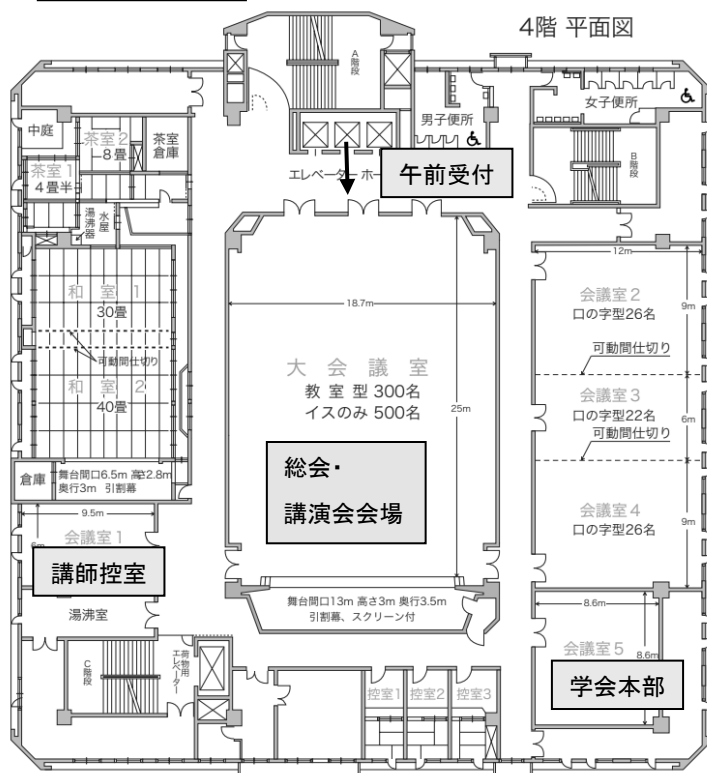 4階 平面図
A階段
男子便所
女子便所
B階段
中庭
茶室2
8畳
茶室倉庫
茶室1
4畳半
エレベーターホ
午前受付
水屋
湯沸器
和室1
30畳
可動間仕切り
和室2
40畳
倉庫
舞台間口6.5m 高さ2.8m
奥行3m 引割幕
18.7m
25m
大会議室
教室型 300名
イスのみ 500名
総会・
講演会会場
舞台間口13m 高さ3m 奥行3.5m
引割幕、スクリーン付
12m
会議室2
口の字型26名
9m
可動間仕切り
会議室3
口の字型22名
6m
可動間仕切り
会議室4
口の字型26名
9m
9.5m
会議室1
6m
講師控室
湯沸室
C階段
荷物用エレベーター
控室1
控室2
控室3
8.6m
会議室5
8.6m
学会本部